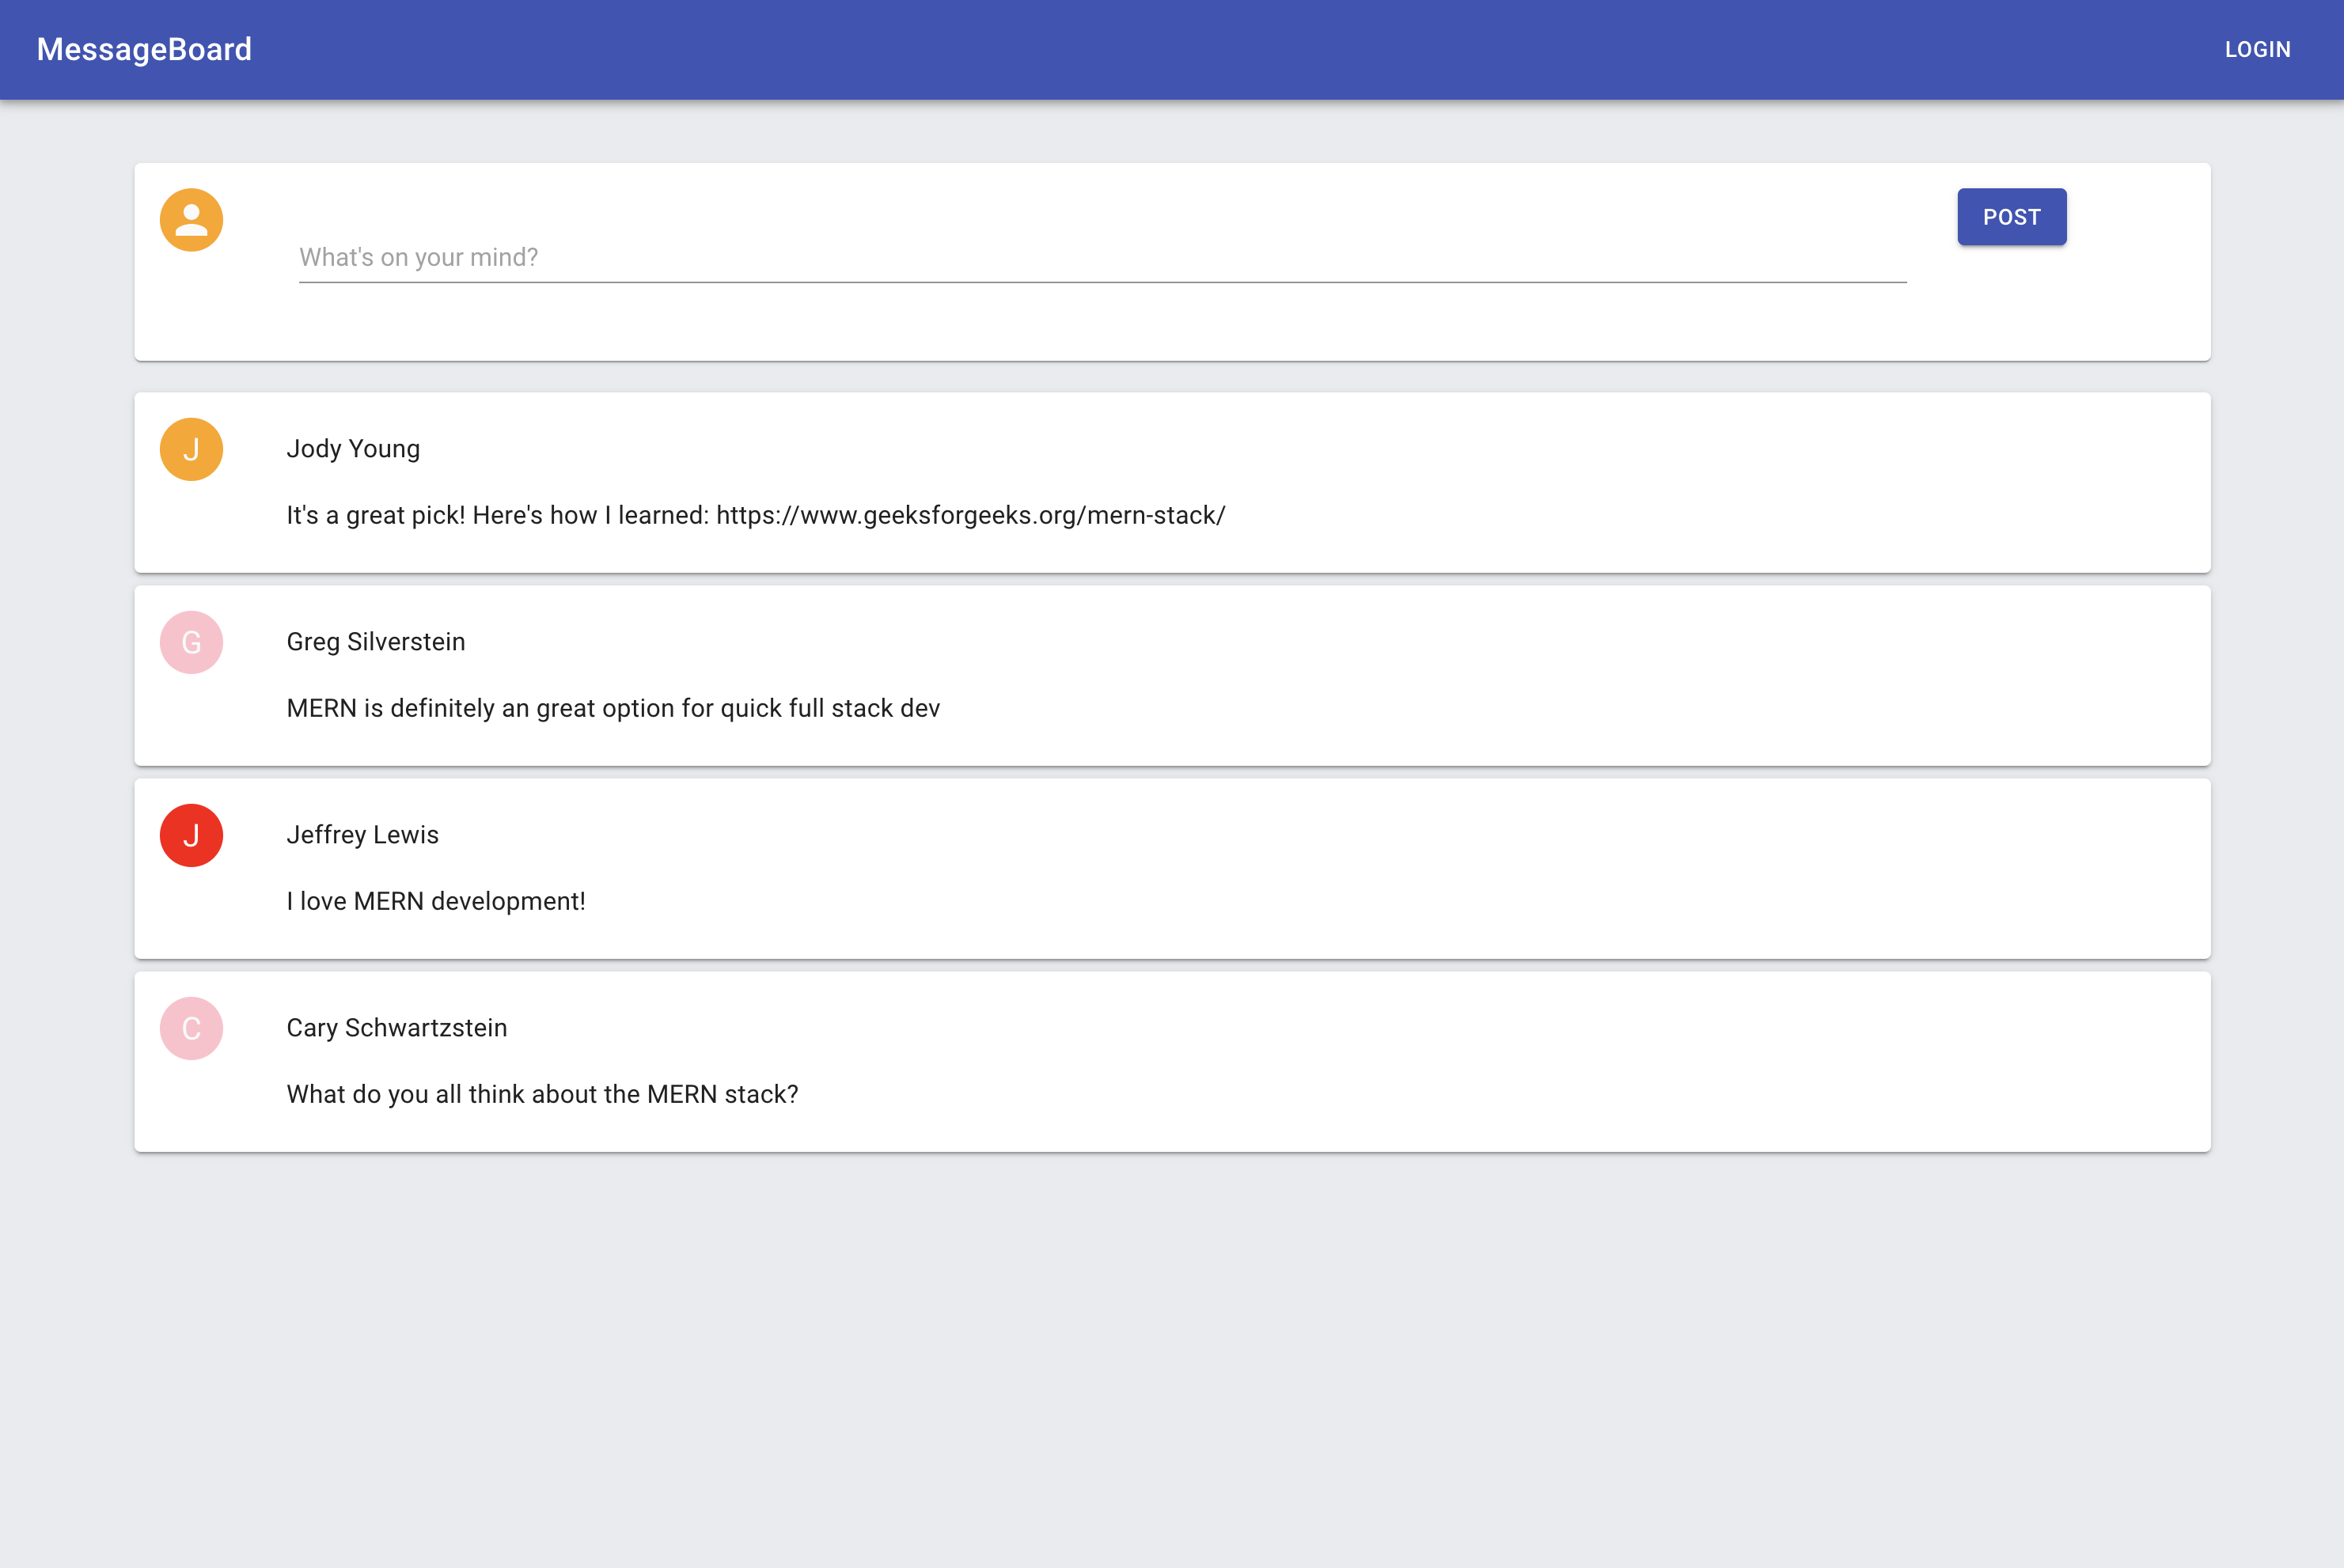 MessageBoard
LOGIN
What's on your mind?
POST
J
Jody Young
It's a great pick! Here's how I learned: https://www.geeksforgeeks.org/mern-stack/
G
Greg Silverstein
MERN is definitely an great option for quick full stack dev
J
Jeffrey Lewis
I love MERN development!
C
Cary Schwartzstein
What do you all think about the MERN stack?